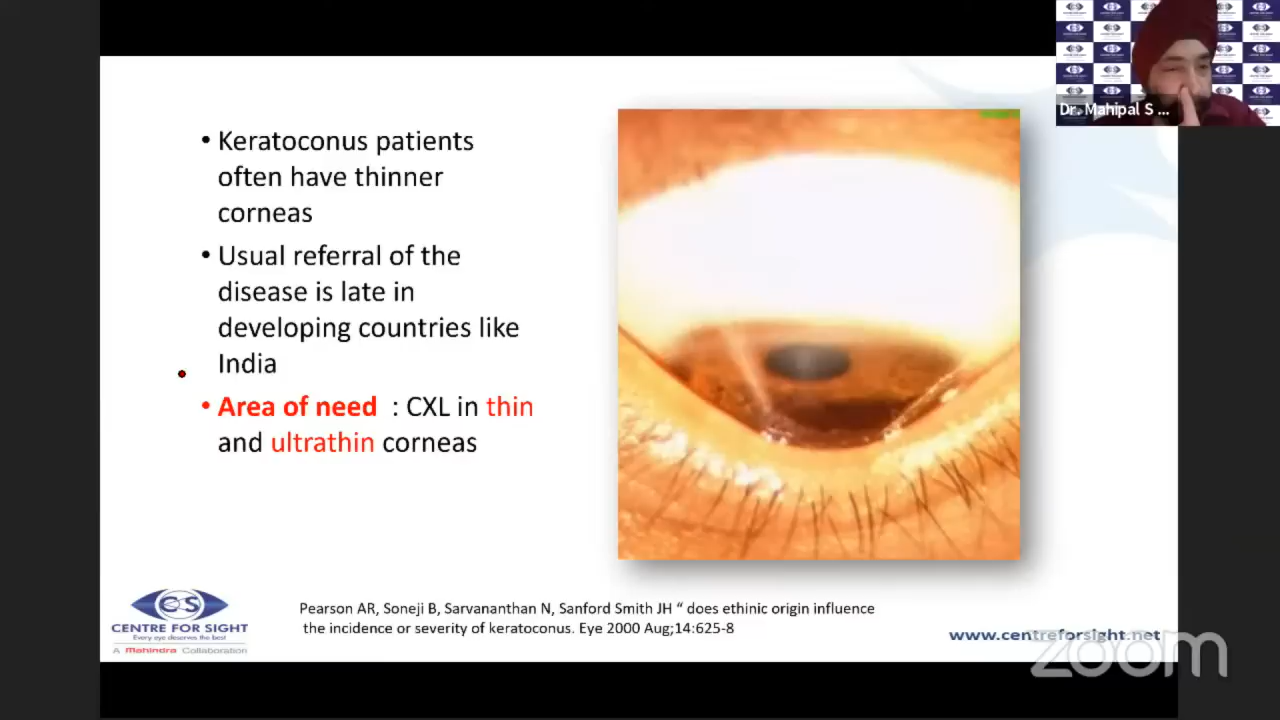 Dr. Mahipal S ...
• Keratoconus patients
often have thinner
corneas
• Usual referral of the
disease is late in
developing countries like
India
• Area of need : CXL in thin
and ultrathin corneas
CS
CENTRE FOR SIGHT
Every eye deserves the best
A Mahindra Collaboration
Pearson AR, Soneji B, Sarvananthan N, Sanford Smith JH “ does ethinic origin influence
the incidence or severity of keratoconus. Eye 2000 Aug;14:625-8
www.centreforsight.net
zoom